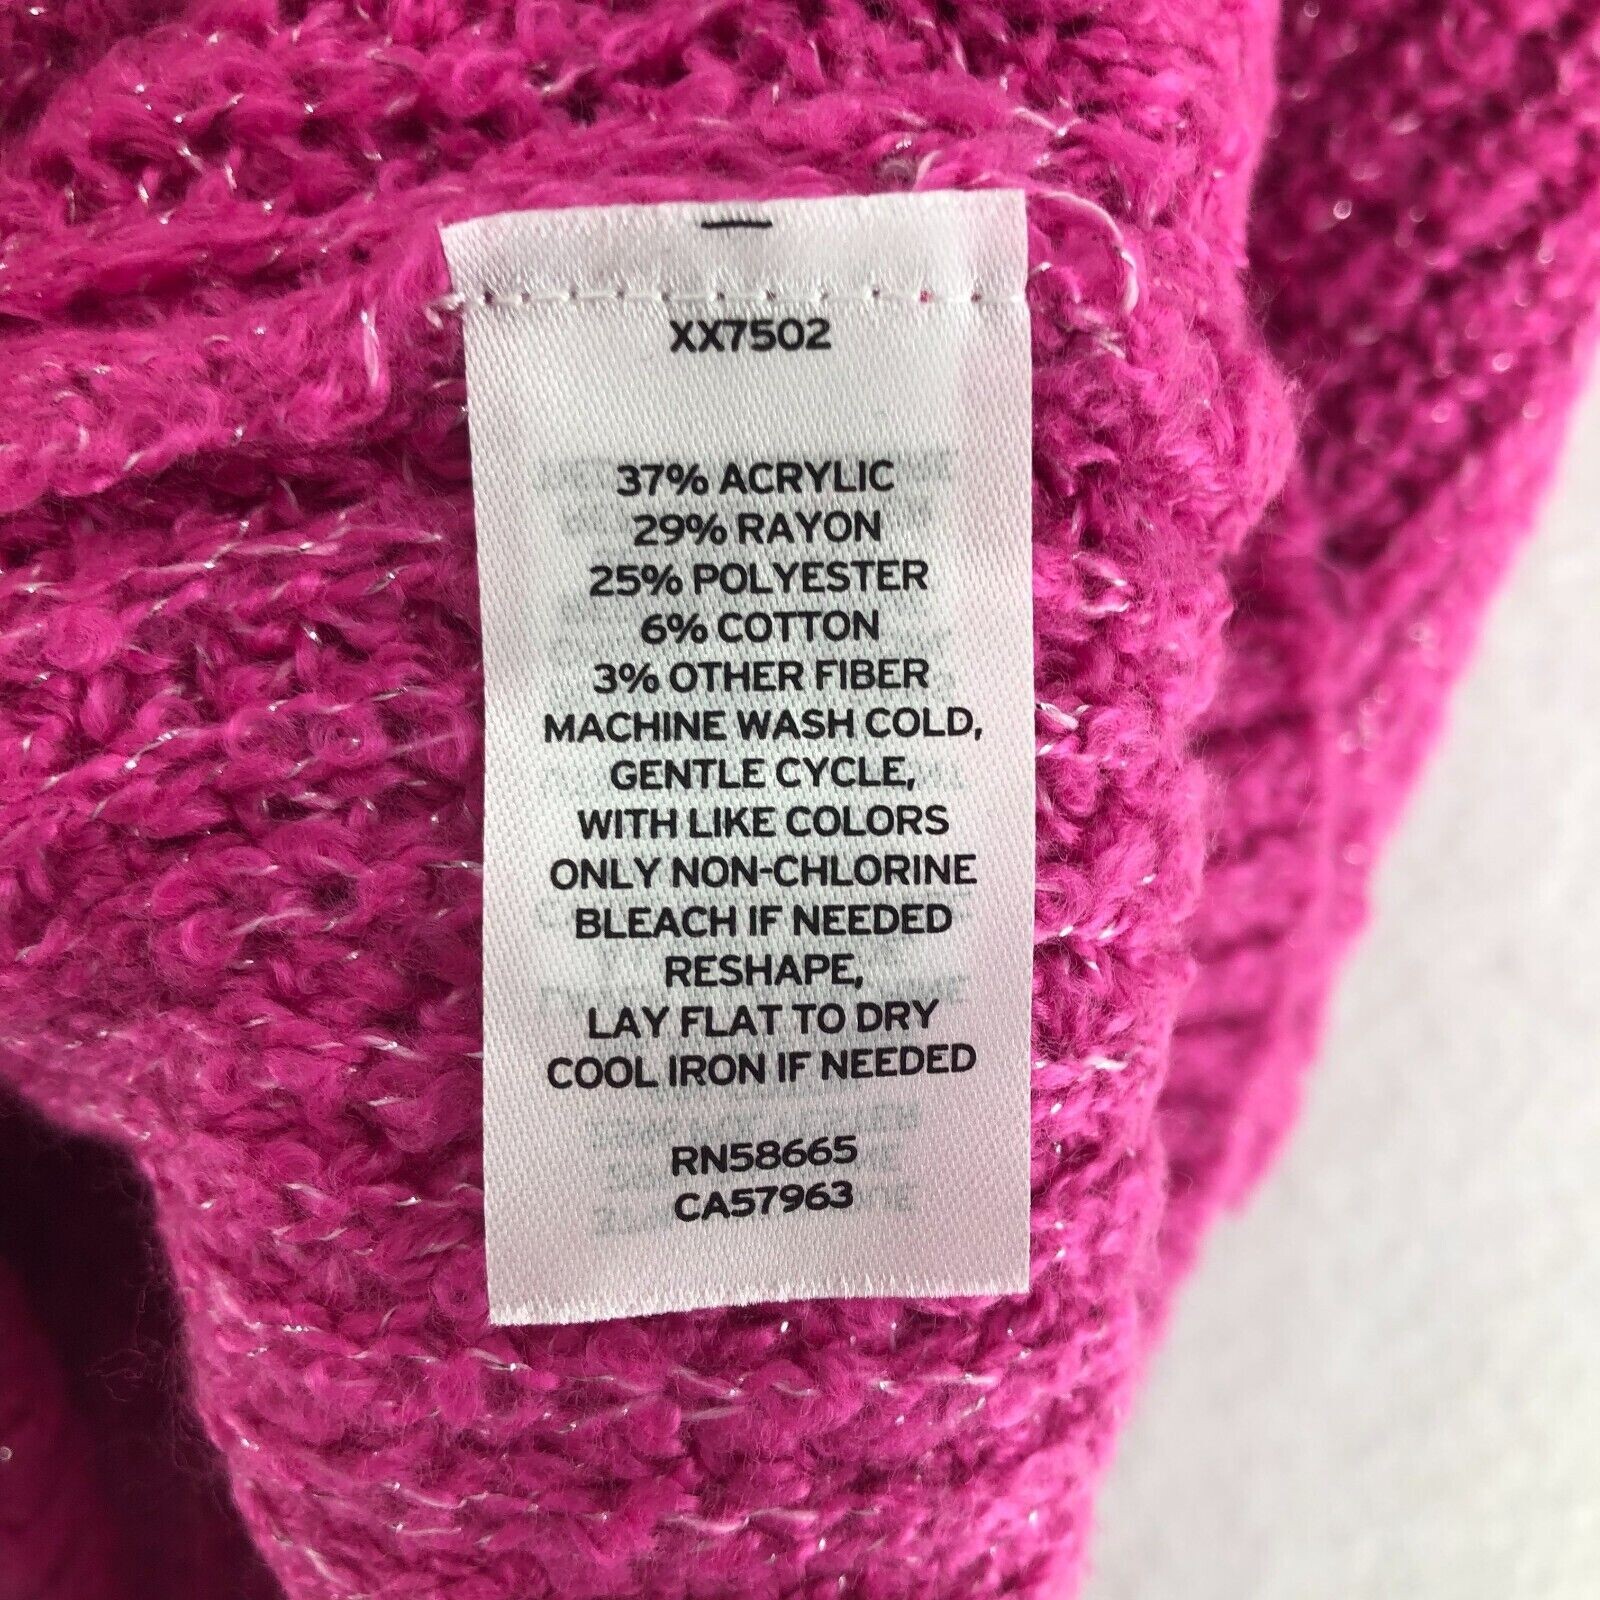 XX7502
37% ACRYLIC
29% RAYON
25% POLYESTER
6% COTTON
3% OTHER FIBER
MACHINE WASH COLD,
GENTLE CYCLE,
WITH LIKE COLORS
ONLY NON-CHLORINE
BLEACH IF NEEDED
RESHAPE,
LAY FLAT TO DRY
COOL IRON IF NEEDED
RN58665
CA57963